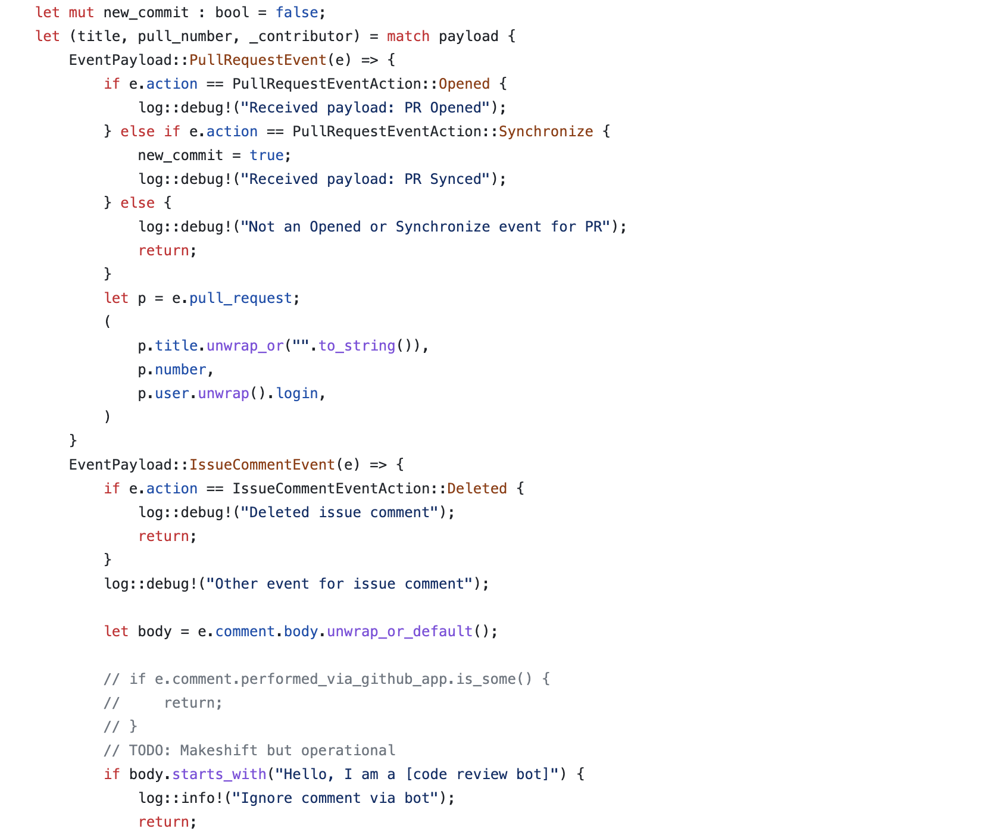 let mut new_commit : bool = false;
let (title, pull_number, _contributor) = match payload {
    EventPayload::PullRequestEvent(e) => {
        if e.action == PullRequestEventAction::Opened {
            log::debug!("Received payload: PR Opened");
        } else if e.action == PullRequestEventAction::Synchronize {
            new_commit = true;
            log::debug!("Received payload: PR Synced");
        } else {
            log::debug!("Not an Opened or Synchronize event for PR");
            return;
        }
        let p = e.pull_request;
        (
            p.title.unwrap_or("".to_string()),
            p.number,
            p.user.unwrap().login,
        )
    }
    EventPayload::IssueCommentEvent(e) => {
        if e.action == IssueCommentEventAction::Deleted {
            log::debug!("Deleted issue comment");
            return;
        }
        log::debug!("Other event for issue comment");

        let body = e.comment.body.unwrap_or_default();

        // if e.comment.performed_via_github_app.is_some() {
        //     return;
        // }
        // TODO: Makeshift but operational
        if body.starts_with("Hello, I am a [code review bot]") {
            log::info!("Ignore comment via bot");
            return;